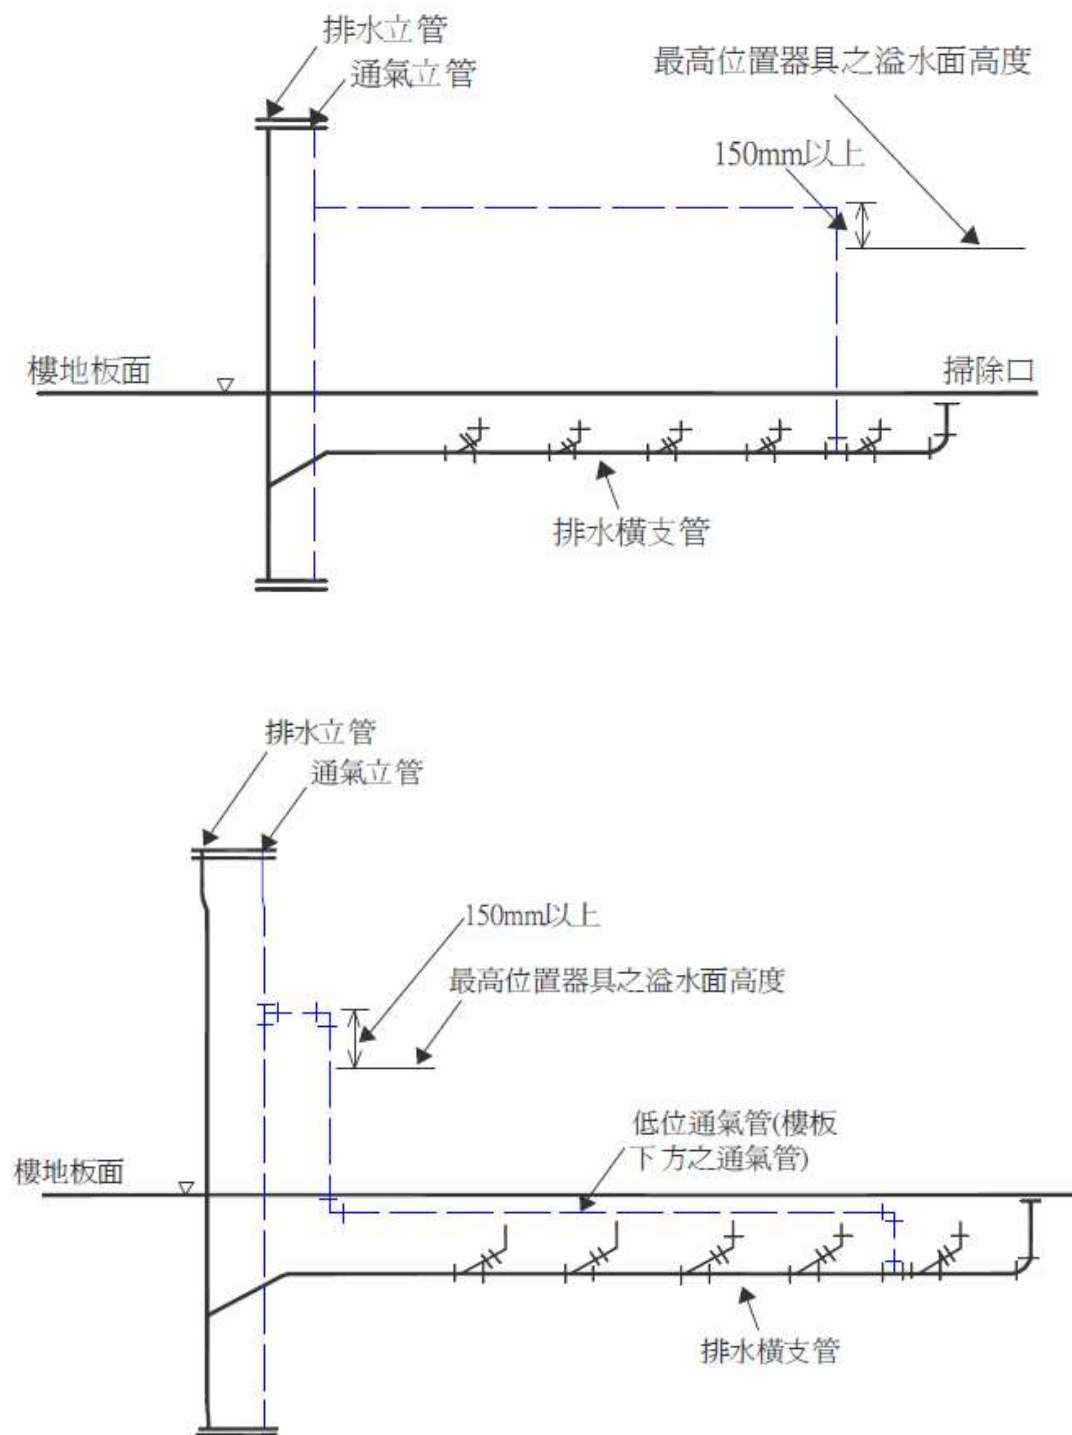 排水立管
通氣立管
最高位置器具之溢水面高度
150mm以上
樓地板面
掃除口
排水橫支管
排水立管
通氣立管
150mm以上
最高位置器具之溢水面高度
低位通氣管(樓板
下方之通氣管)
樓地板面
排水橫支管